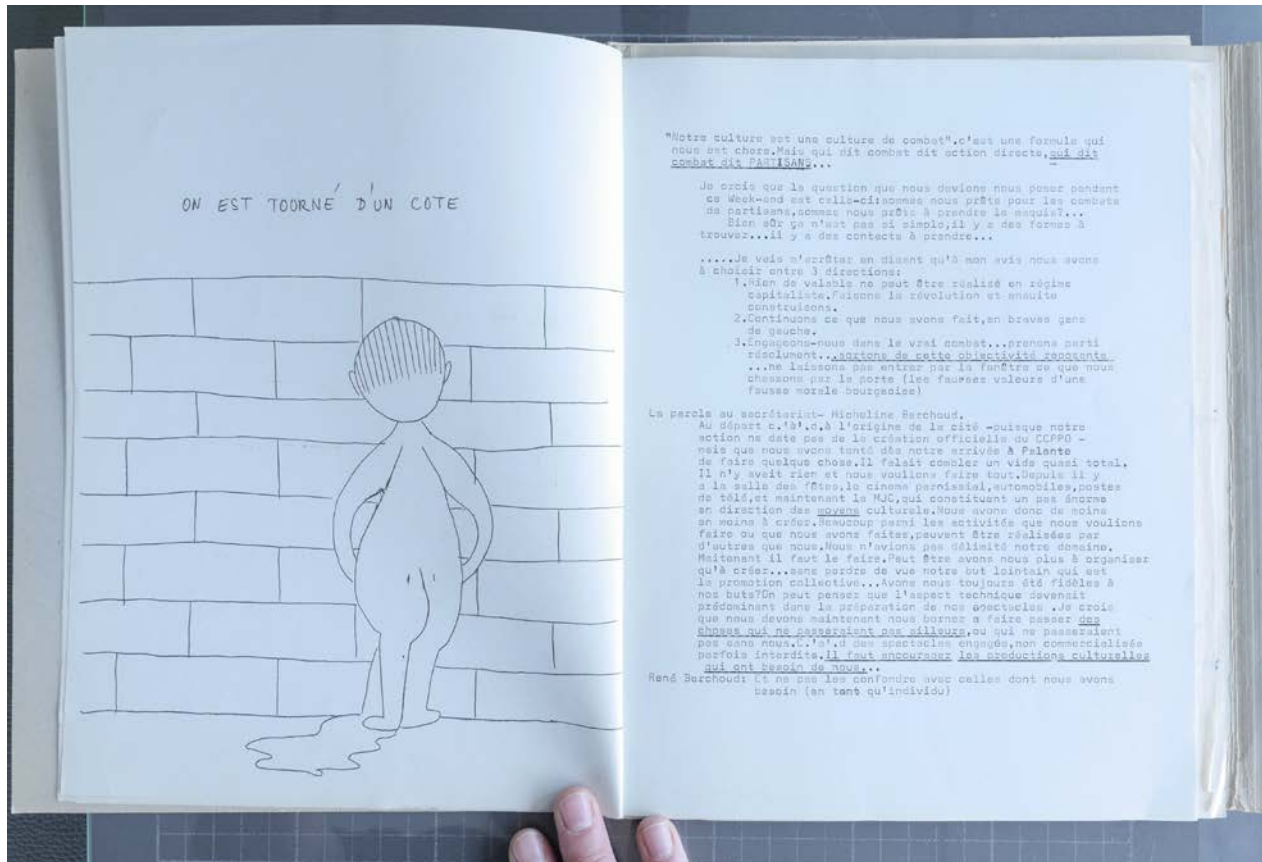 ON EST TOORNÉ D'UN COTE
"Notre culture est une culture de combat",c'est une formule qui
nous est chere.Mais qui dit combat dit action directe,qui dit
combat dit PARTISANS...
Je crois que la question que nous devions nous poser pendant
ce Week-end est celle-ci:sommes nous prêts pour les combats
de partisans,sommes nous prêts à prendre le maquis?...
Bien sûr ça n'est pas si simple,il y a des formes à
trouver...il y a des contacts à prendre...
.....Je vais m'arrêter en disant qu'à mon avis nous avons
à choisir entre 3 directions:
1.Rien de valable ne peut être réalisé en régime
capitaliste.Faisons la révolution et ensuite
construisons.
2.Continuons ce que nous avons fait,en braves gens
de gauche.
3.Engageons-nous dans le vrai combat...prenons parti
résolument...sortons de cette objectivité reposante
...ne laissons pas entrer par la fenêtre ce que nous
chassons par la porte (les fausses valeurs d'une
fausse morale bourgeoise)
La parole au secrétariat- Micheline Berchoud.
Au départ c.'à'.d,à l'origine de la cité -puisque notre
action ne date pas de la création officielle du CCPPO -
mais que nous avons tenté dès notre arrivée à Palente
de faire quelque chose.Il falait combler un vide quasi total.
Il n'y avait rien et nous voulions faire tout.Depuis il y
a la salle des fêtes,le cinema paroissial,automobiles,postes
de télé,et maintenant la MJC,qui constituent un pas énorme
en direction des moyens culturels.Nous avons donc de moins
en moins à créer.Beaucoup parmi les activités que nous voulions
faire ou que nous avons faites,peuvent être réalisées par
d'autres que nous.Nous n'avions pas délimité notre domaine.
Maitenant il faut le faire.Peut être avons nous plus à organiser
qu'à créer...sans perdre de vue notre but lointain qui est
la promotion collective...Avons nous toujours été fidèles à
nos buts?On peut penser que l'aspect technique devenait
prédominant dans la préparation de nos spectacles .Je crois
que nous devons maintenant nous borner a faire passer des
choses qui ne passeraient pas ailleurs,ou qui ne passeraient
pas sans nous.C.'à'.d des spectacles engagés,non commercialisés
parfois interdits.Il faut encourager les productions culturelles
qui ont besoin de nous...
René Berchoud: Et ne pas les confondre avec celles dont nous avons
besoin (en tant qu'individu)